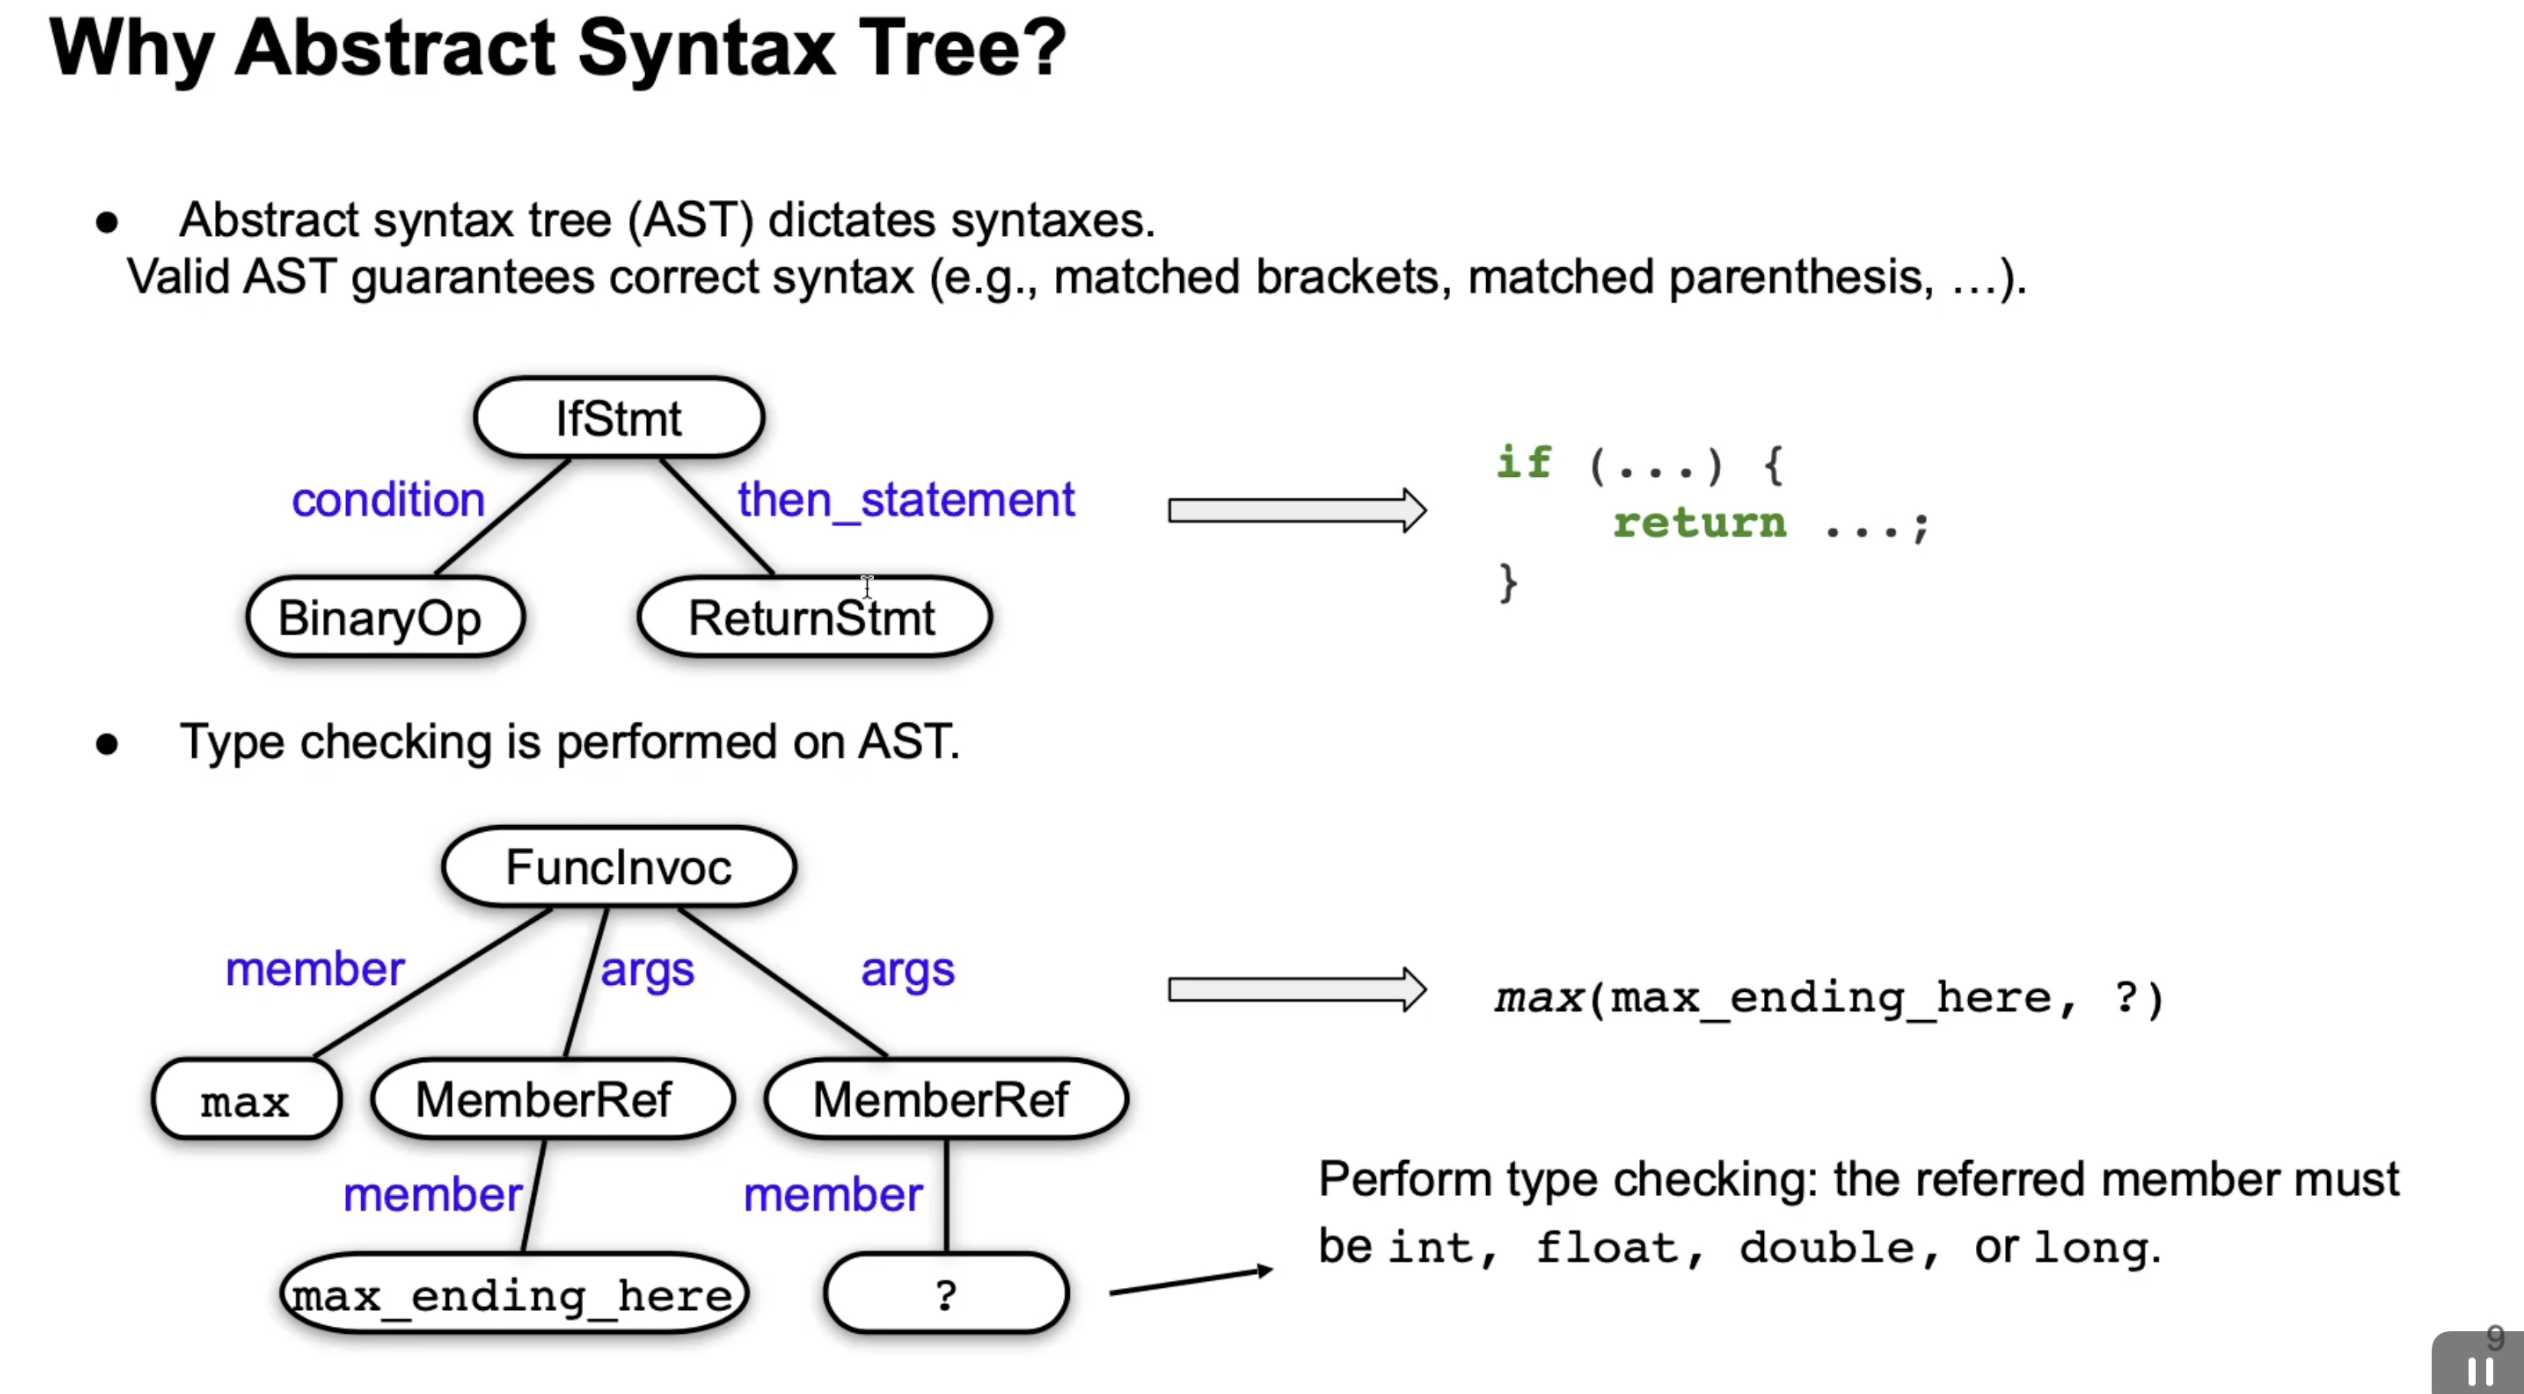 Why Abstract Syntax Tree?
● Abstract syntax tree (AST) dictates syntaxes.
Valid AST guarantees correct syntax (e.g., matched brackets, matched parenthesis, ...).
IfStmt
condition
then_statement
BinaryOp
ReturnStmt
if (...) {
return ...;
}
● Type checking is performed on AST.
FuncInvoc
member
args
args
max
MemberRef
MemberRef
member
member
max_ending_here
?
max(max_ending_here, ?)
Perform type checking: the referred member must
be int, float, double, or long.
9